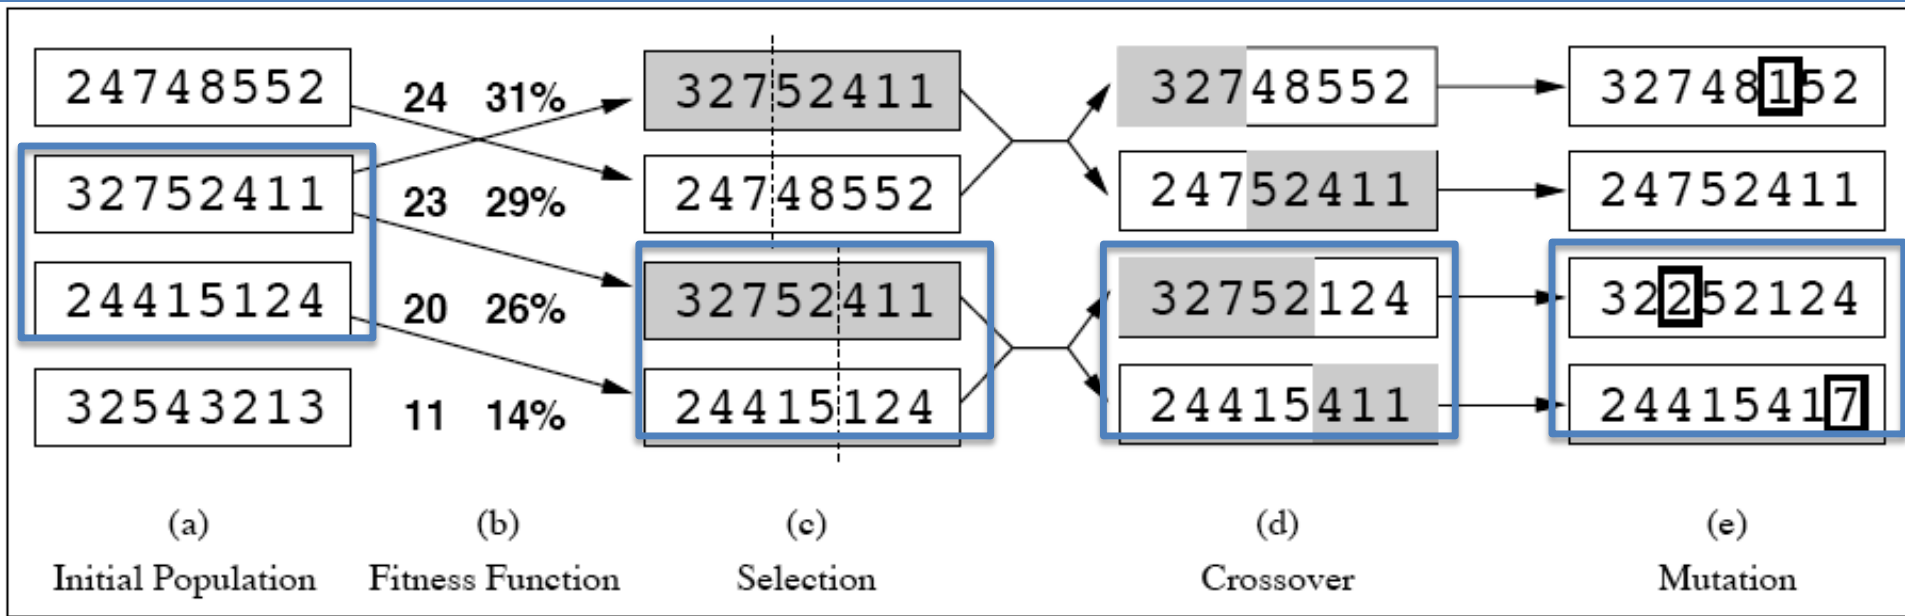 24748552 24 31% 32752411 32748552 32748152
32752411 23 29% 24748552 24752411 24752411
24415124 20 26% 32752411 32752124 32252124
32543213 11 14% 24415124 24415411 24415417
(a) (b) (c) (d) (e)
Initial Population Fitness Function Selection Crossover Mutation